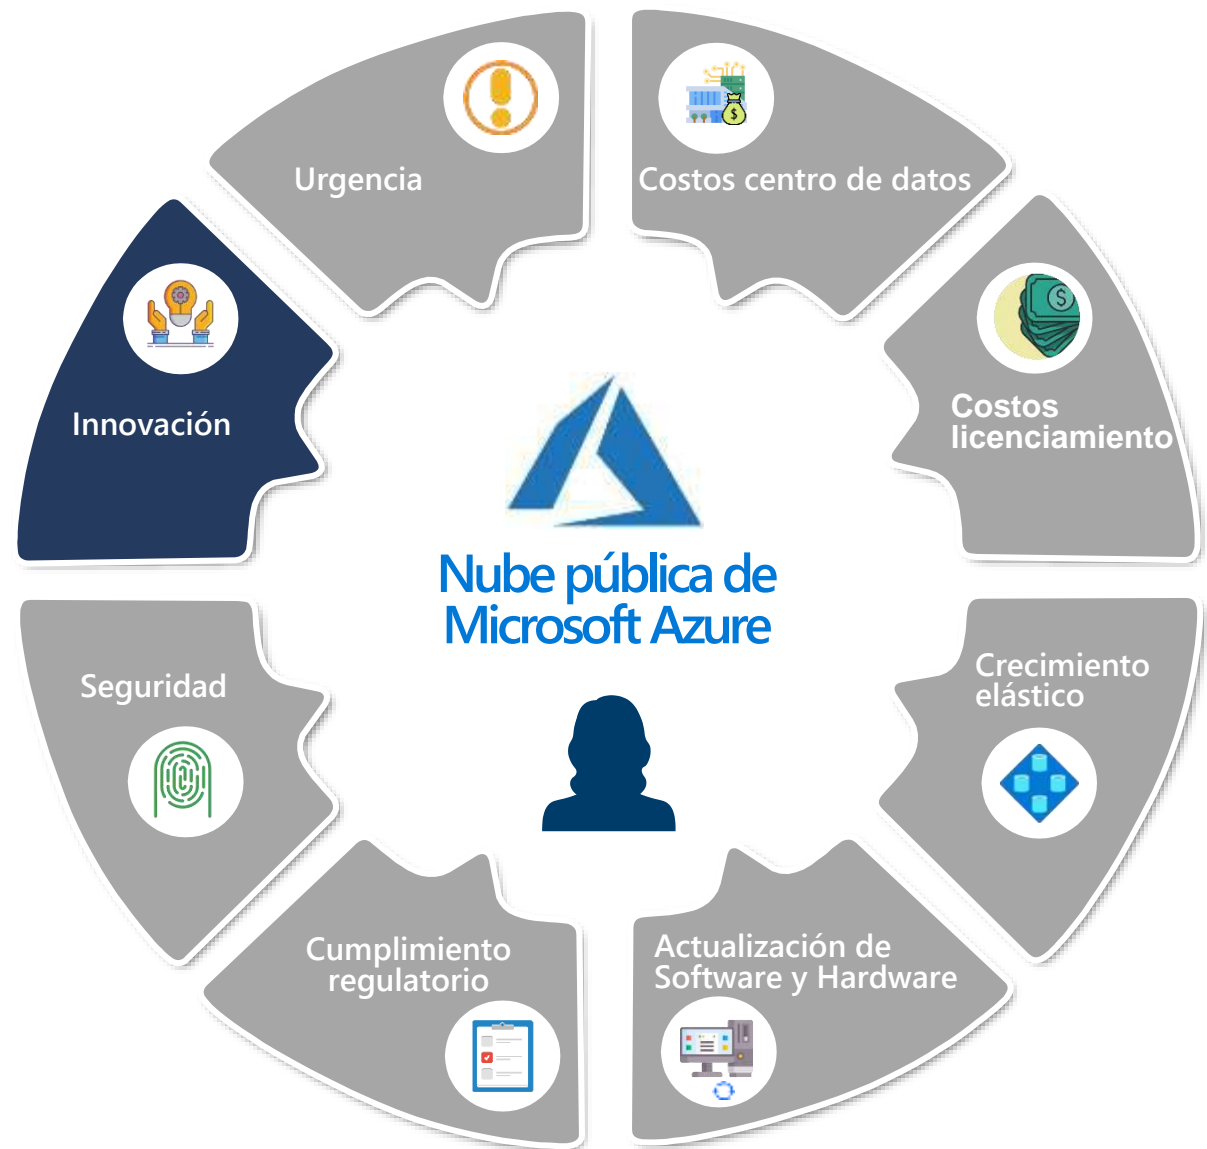 Urgencia
Costos centro de datos
Innovación
Costos
licenciamiento
Nube pública de
Microsoft Azure
Seguridad
Crecimiento
elástico
Cumplimiento
regulatorio
Actualización de
Software y Hardware